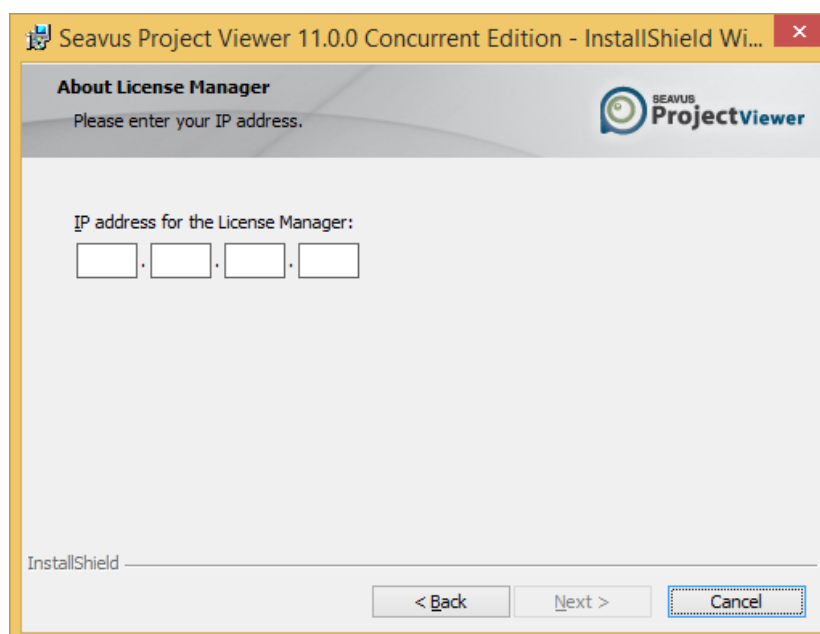 Seavus Project Viewer 11.0.0 Concurrent Edition - InstallShield Wi...
About License Manager
Please enter your IP address.
SEAVUS
ProjectViewer
IP address for the License Manager:
. . .
InstallShield
< Back
Next >
Cancel